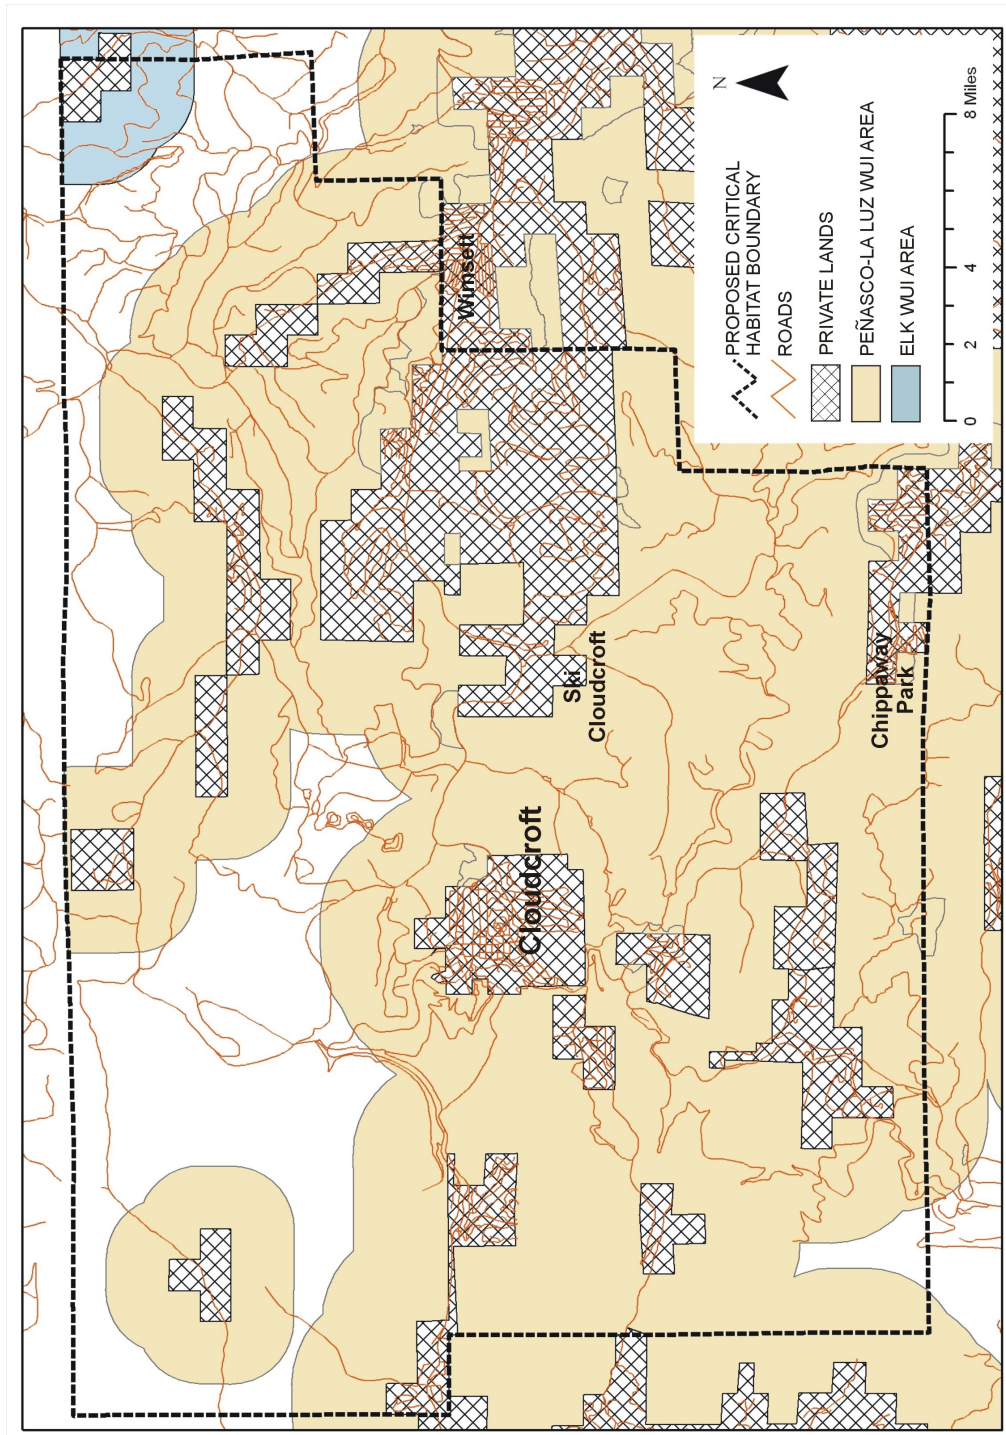 Wimsett
Cloudcroft
Ski
Cloudcroft
Chippaway
Park
N
PROPOSED CRITICAL
HABITAT BOUNDARY
ROADS
PRIVATE LANDS
PEÑASCO-LA LUZ WUI AREA
ELK WUI AREA
0 2 4 8 Miles